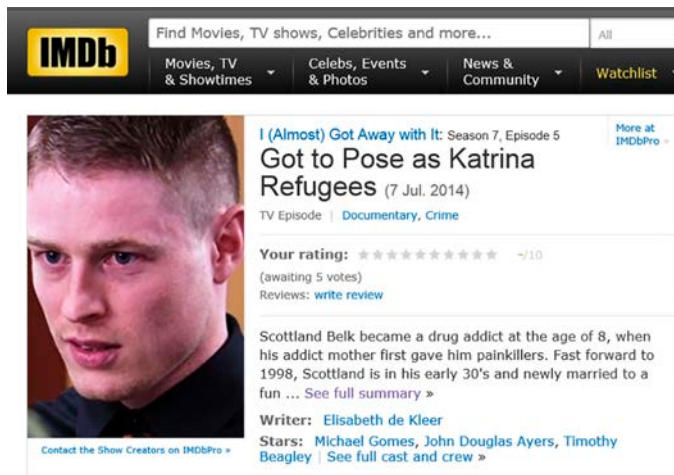 IMDb
Find Movies, TV shows, Celebrities and more...
All
Movies, TV
& Showtimes
Celebs, Events
& Photos
News &
Community
Watchlist
I (Almost) Got Away with It: Season 7, Episode 5
More at
IMDbPro »
Got to Pose as Katrina
Refugees (7 Jul. 2014)
TV Episode | Documentary, Crime
Your rating: -/10
(awaiting 5 votes)
Reviews: write review
Scottland Belk became a drug addict at the age of 8, when
his addict mother first gave him painkillers. Fast forward to
1998, Scottland is in his early 30's and newly married to a
fun ... See full summary »
Writer: Elisabeth de Kleer
Stars: Michael Gomes, John Douglas Ayers, Timothy
Beagley | See full cast and crew »
Contact the Show Creators on IMDbPro »